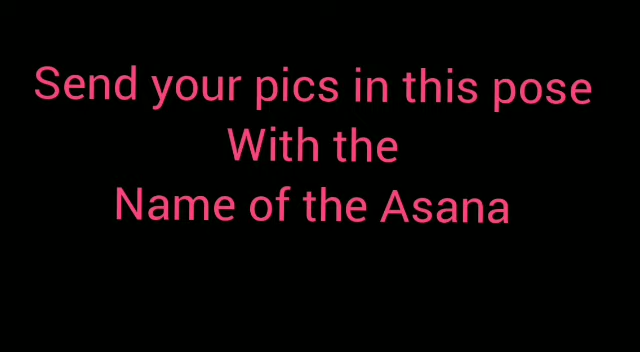 Send your pics in this pose
With the
Name of the Asana